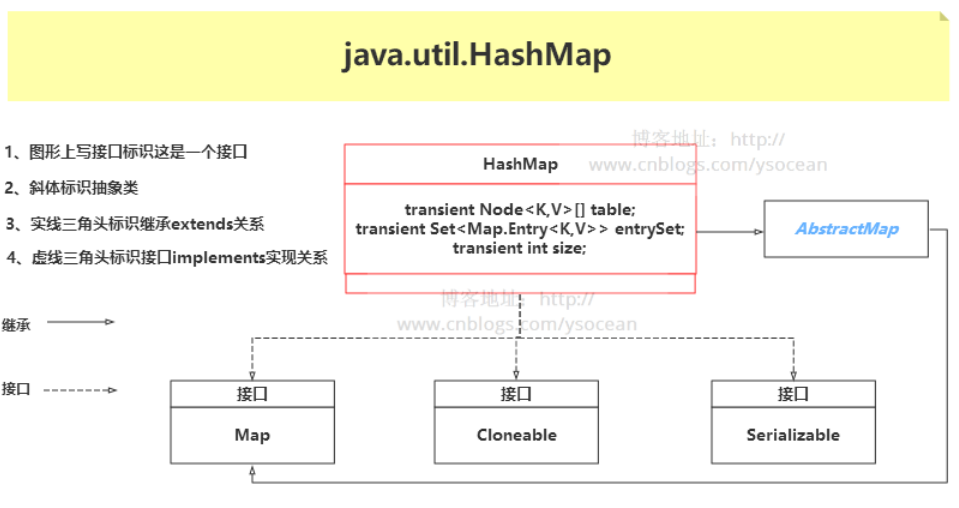 java.util.HashMap
博客地址：http://
www.cnblogs.com/ysocean
1、图形上写接口标识这是一个接口
2、斜体标识抽象类
3、实线三角头标识继承extends关系
4、虚线三角头标识接口implements实现关系
HashMap
transient Node<K,V>[] table;
transient Set<Map.Entry<K,V>> entrySet;
transient int size;
AbstractMap
博客地址：http://
www.cnblogs.com/ysocean
继承
接口
接口
Map
接口
Cloneable
接口
Serializable